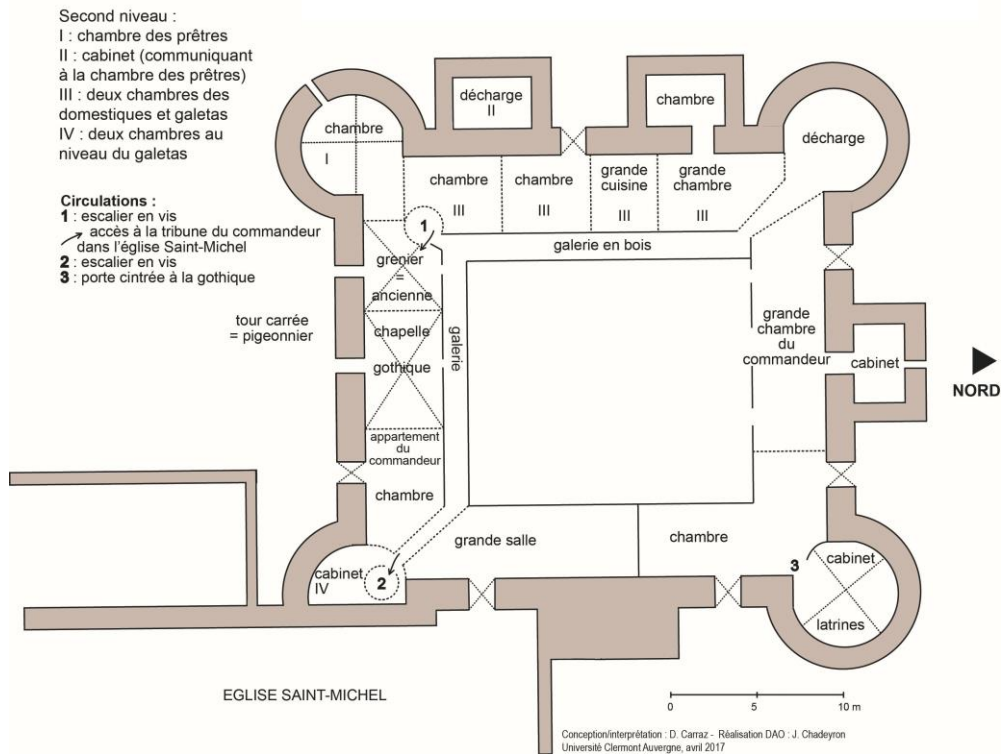 Second niveau :
I : chambre des prêtres
II : cabinet (communiquant
à la chambre des prêtres)
III : deux chambres des
domestiques et galetas
IV : deux chambres au
niveau du galetas
Circulations :
1 : escalier en vis
accès à la tribune du commandeur
dans l'église Saint-Michel
2 : escalier en vis
3 : porte cintrée à la gothique
décharge
II
chambre
chambre
I
décharge
chambre
III
chambre
III
grande
cuisine
III
grande
chambre
III
1
galerie en bois
grenier
=
ancienne
chapelle
gothique
galerie
tour carrée
= pigeonnier
grande
chambre
du
commandeur
cabinet
NORD
appartement
du
commandeur
chambre
grande salle
chambre
cabinet
IV
2
3
cabinet
latrines
EGLISE SAINT-MICHEL
0 5 10 m
Conception/interprétation : D. Carraz - Réalisation DAO : J. Chadeyron
Université Clermont Auvergne, avril 2017